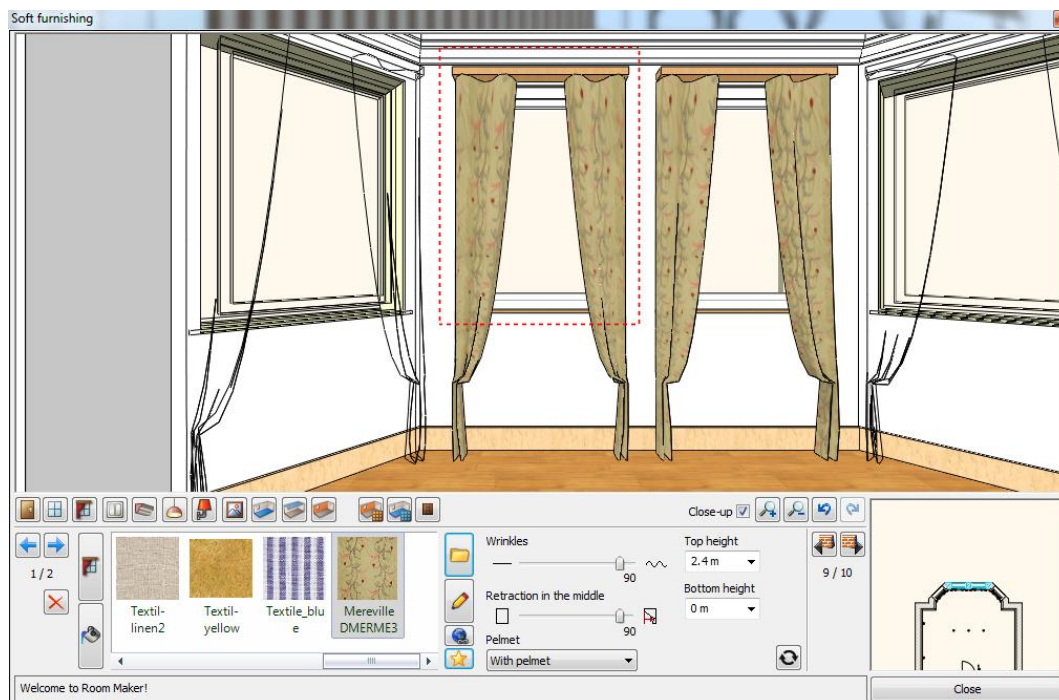 Soft furnishing
Close-up
1 / 2
Textil-
linen2
Textil-
yellow
Textile_blu
e
Mereville
DMERME3
Wrinkles
90
Retraction in the middle
90
Pelmet
With pelmet
Top height
2.4 m
Bottom height
0 m
9 / 10
Welcome to Room Maker!
Close